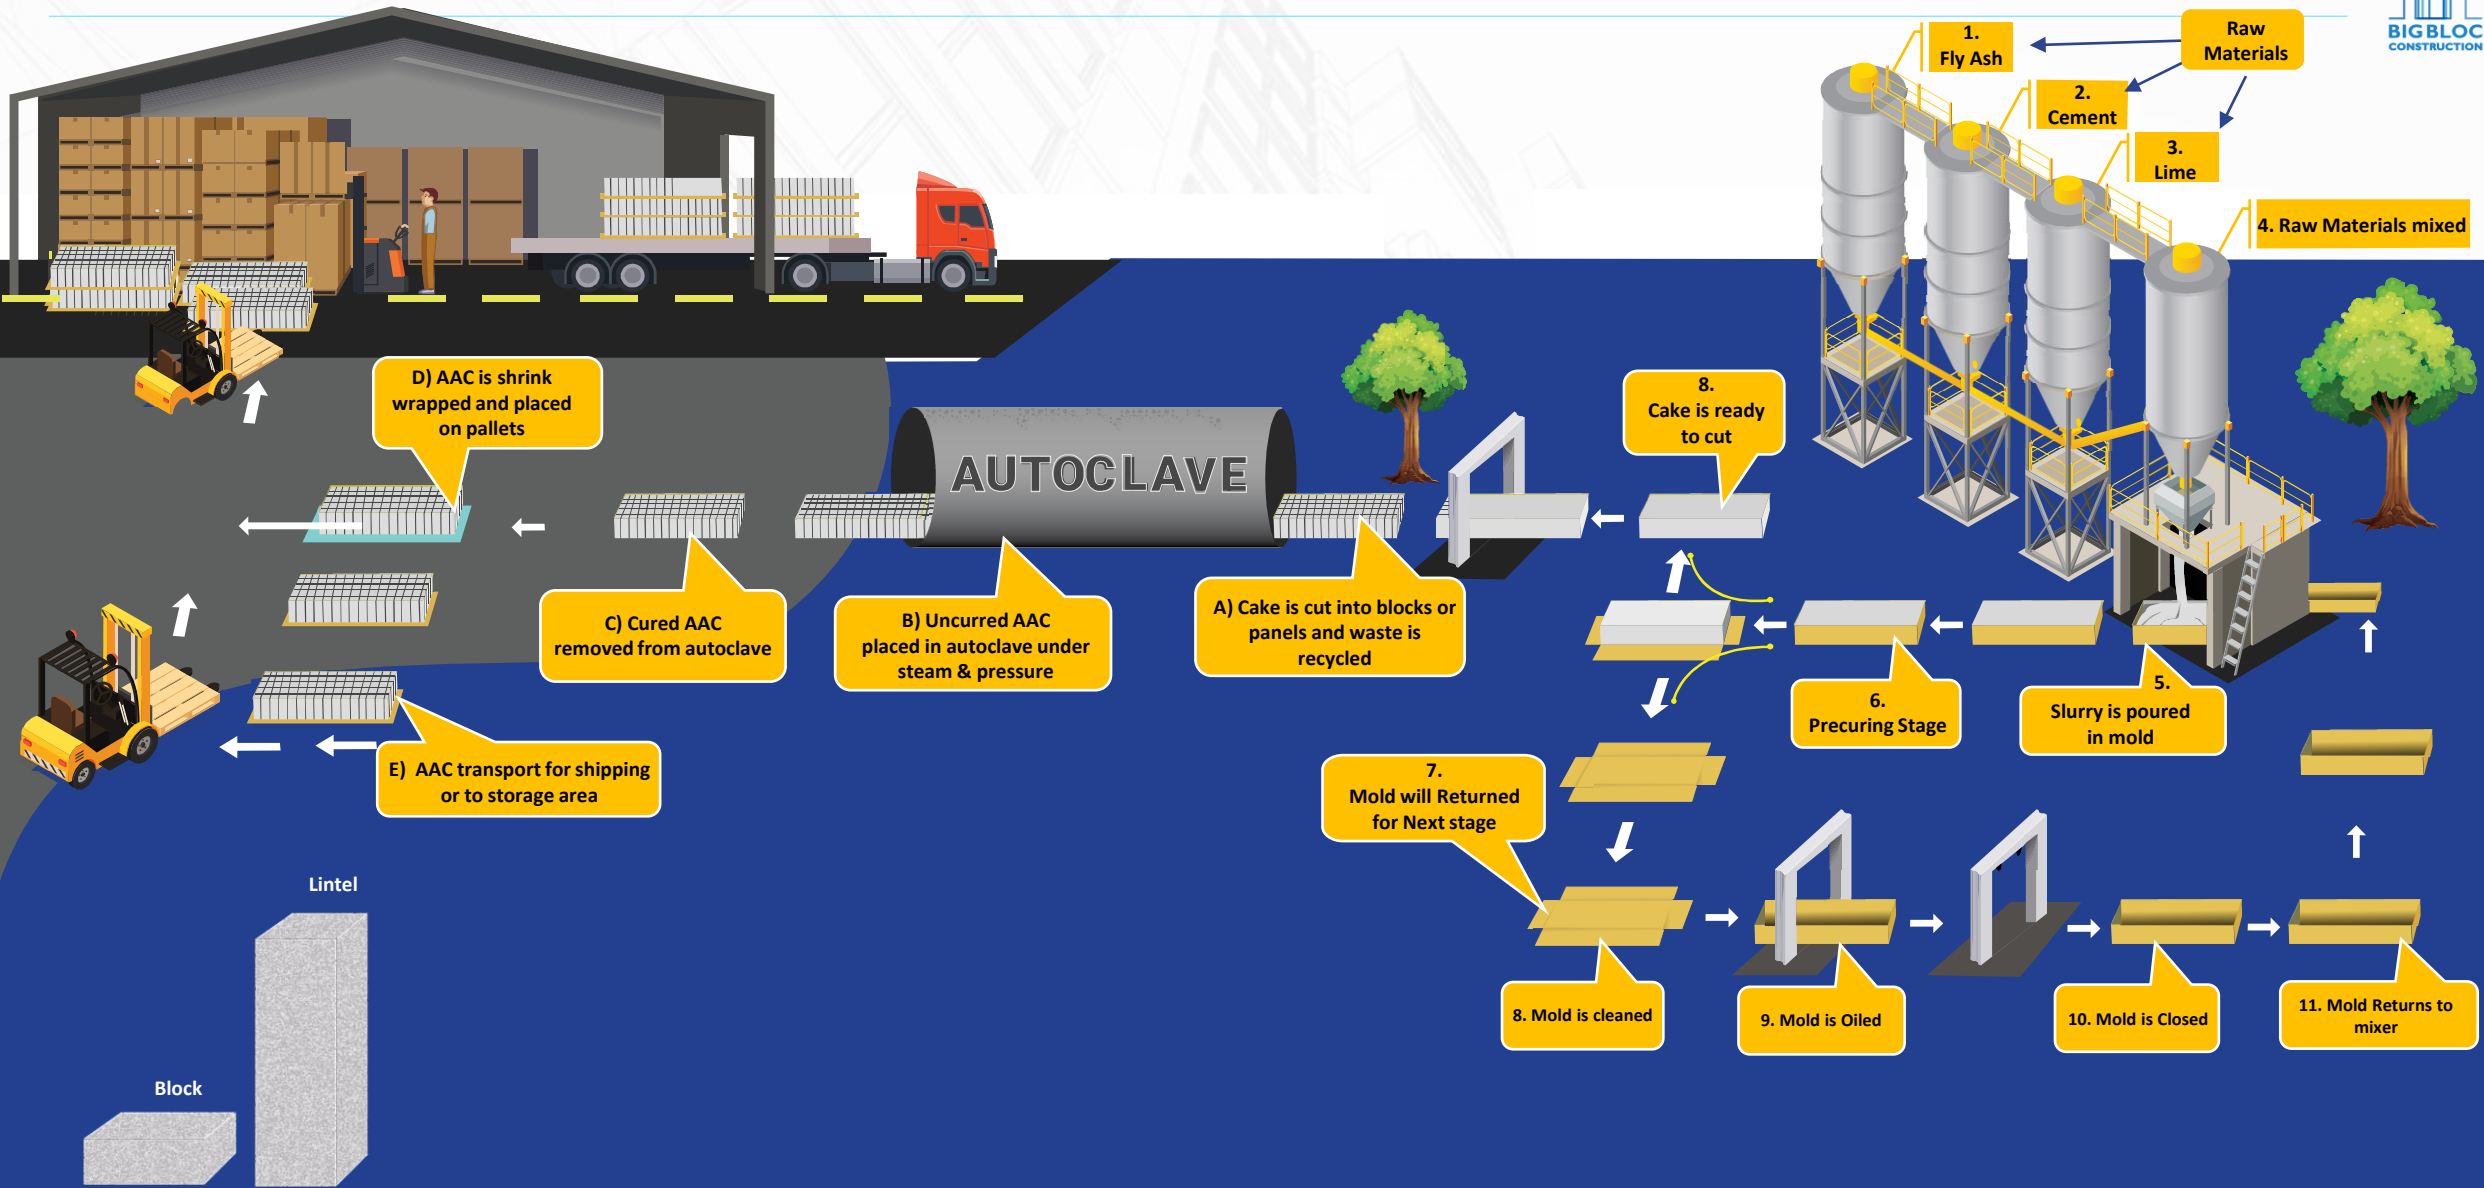 BIGBLOC
CONSTRUCTION
Raw
Materials
1.
Fly Ash
2.
Cement
3.
Lime
4. Raw Materials mixed
D) AAC is shrink
wrapped and placed
on pallets
8.
Cake is ready
to cut
AUTOCLAVE
C) Cured AAC
removed from autoclave
B) Uncurred AAC
placed in autoclave under
steam & pressure
A) Cake is cut into blocks or
panels and waste is
recycled
6.
Precuring Stage
5.
Slurry is poured
in mold
E) AAC transport for shipping
or to storage area
7.
Mold will Returned
for Next stage
8. Mold is cleaned
9. Mold is Oiled
10. Mold is Closed
11. Mold Returns to
mixer
Lintel
Block